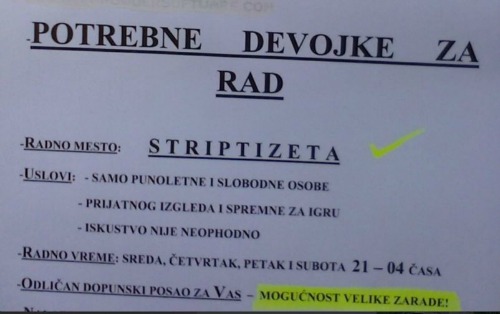 -POTREBNE DEVOJKE ZA
RAD
-RADNO MESTO: STRIPTIZETA
-USLOVI: - SAMO PUNOLETNE I SLOBODNE OSOBE
- PRIJATNOG IZGLEDA I SPREMNE ZA IGRU
- ISKUSTVO NIJE NEOPHODNO
-RADNO VREME: SREDA, ČETVRTAK, PETAK I SUBOTA 21 – 04 ČASA
-ODLIČAN DOPUNSKI POSAO ZA VAS – MOGUĆNOST VELIKE ZARADE!